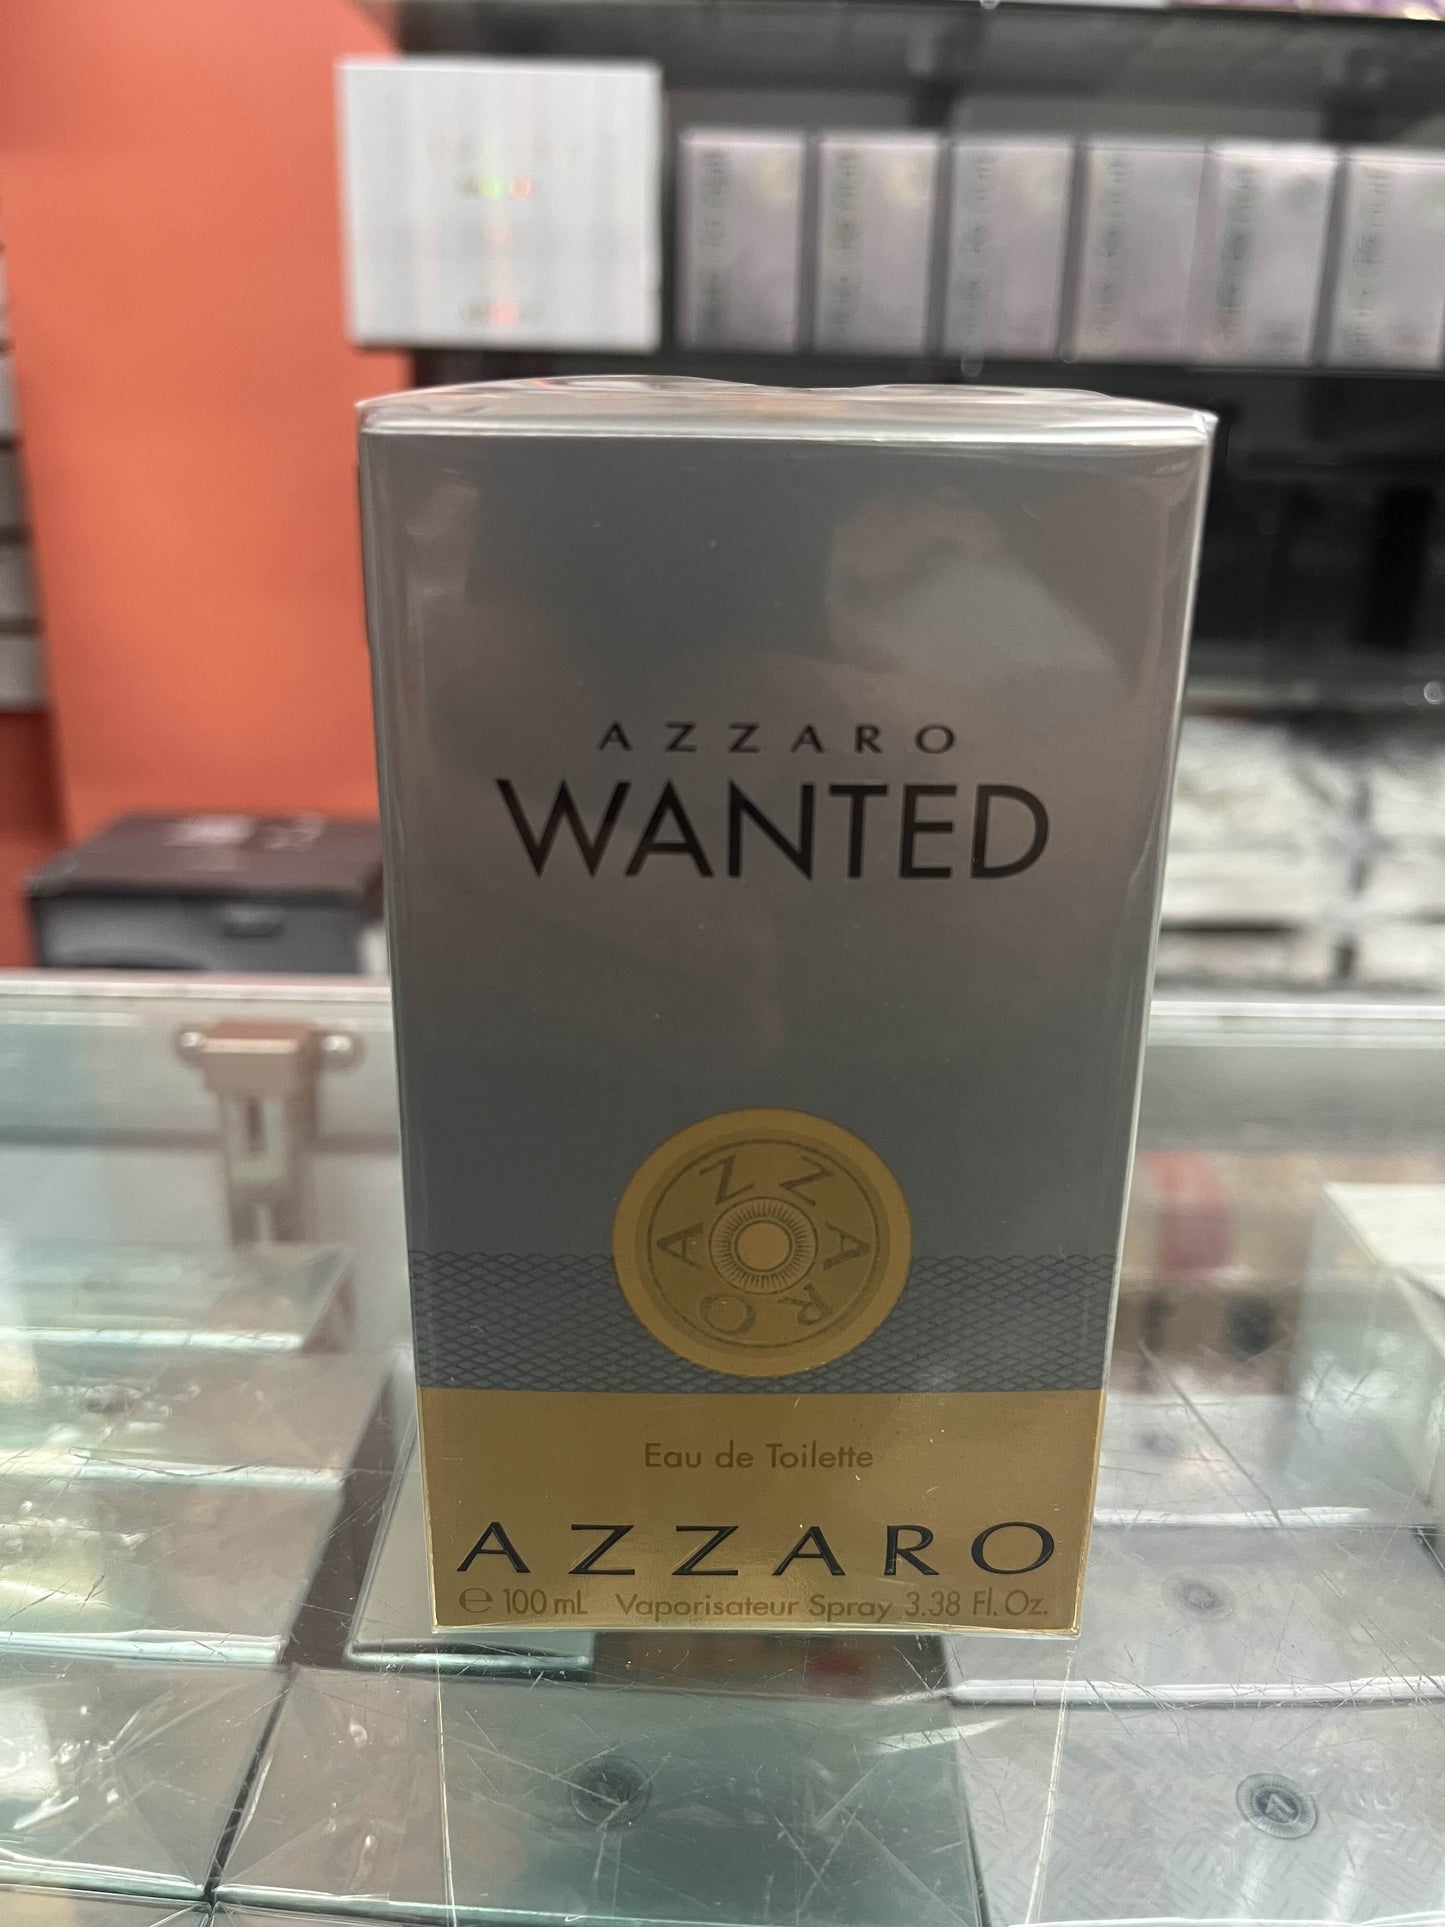 AZZARO
WANTED
AZZARO
Eau de Toilette
AZZARO
℮ 100 mL Vaporisateur Spray 3.38 Fl. Oz.